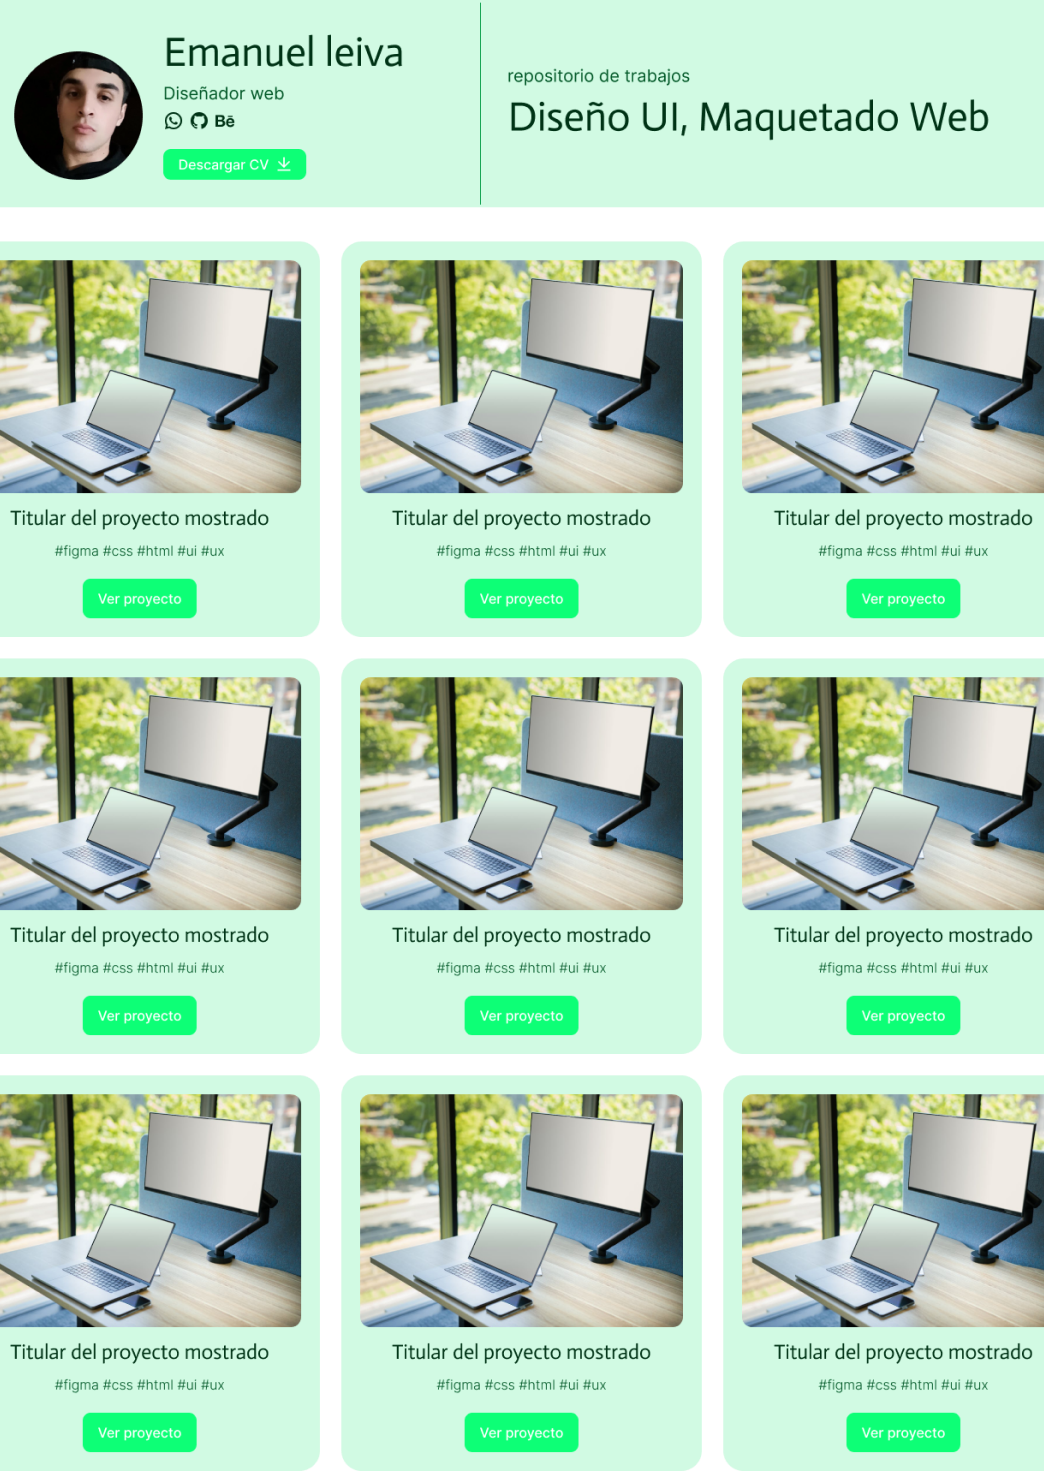 Emanuel leiva
Diseñador web
Bē
Descargar CV
repositorio de trabajos
Diseño UI, Maquetado Web
Titular del proyecto mostrado
#figma #css #html #ui #ux
Ver proyecto
Titular del proyecto mostrado
#figma #css #html #ui #ux
Ver proyecto
Titular del proyecto mostrado
#figma #css #html #ui #ux
Ver proyecto
Titular del proyecto mostrado
#figma #css #html #ui #ux
Ver proyecto
Titular del proyecto mostrado
#figma #css #html #ui #ux
Ver proyecto
Titular del proyecto mostrado
#figma #css #html #ui #ux
Ver proyecto
Titular del proyecto mostrado
#figma #css #html #ui #ux
Ver proyecto
Titular del proyecto mostrado
#figma #css #html #ui #ux
Ver proyecto
Titular del proyecto mostrado
#figma #css #html #ui #ux
Ver proyecto